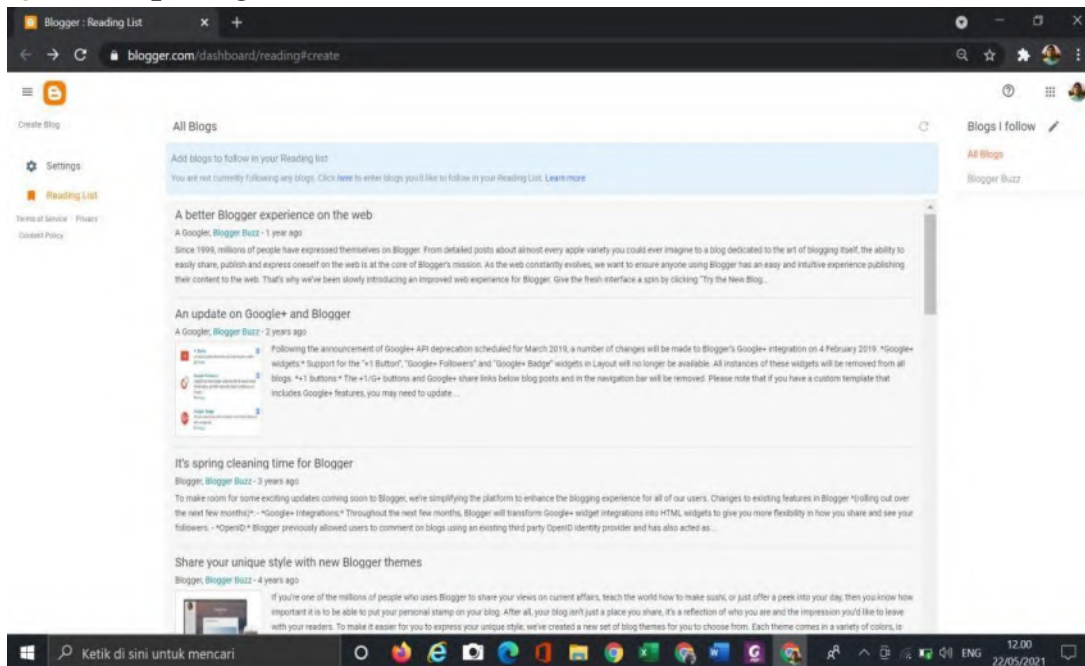 Blogger : Reading List
blogger.com/dashboard/reading#create
Create Blog
Settings
Reading List
Terms of Service · Privacy
Content Policy
All Blogs
Add blogs to follow in your Reading list
You are not currently following any blogs. Click here to enter blogs you'd like to follow in your Reading List. Learn more
A better Blogger experience on the web
A Googler, Blogger Buzz - 1 year ago
Since 1999, millions of people have expressed themselves on Blogger. From detailed posts about almost every apple variety you could ever imagine to a blog dedicated to the art of blogging itself, the ability to
easily share, publish and express oneself on the web is at the core of Blogger's mission. As the web constantly evolves, we want to ensure anyone using Blogger has an easy and intuitive experience publishing
their content to the web. That's why we've been slowly introducing an improved web experience for Blogger. Give the fresh interface a spin by clicking "Try the New Blog...
An update on Google+ and Blogger
A Googler, Blogger Buzz - 2 years ago
Following the announcement of Google+ API deprecation scheduled for March 2019, a number of changes will be made to Blogger's Google+ integration on 4 February 2019. *Google+
widgets:* Support for the "+1 Button", "Google+ Followers" and "Google+ Badge" widgets in Layout will no longer be available. All instances of these widgets will be removed from all
blogs. *+1 buttons:* The +1/G+ buttons and Google+ share links below blog posts and in the navigation bar will be removed. Please note that if you have a custom template that
includes Google+ features, you may need to update ...
It's spring cleaning time for Blogger
Blogger, Blogger Buzz - 3 years ago
To make room for some exciting updates coming soon to Blogger, we're simplifying the platform to enhance the blogging experience for all of our users. Changes to existing features in Blogger *(rolling out over
the next few months)*: - *Google+ Integrations:* Throughout the next few months, Blogger will transform Google+ widget integrations into HTML widgets to give you more flexibility in how you share and see your
followers. - *OpenID:* Blogger previously allowed users to comment on blogs using an existing third party OpenID identity provider and has also acted as ...
Share your unique style with new Blogger themes
Blogger, Blogger Buzz - 4 years ago
If you're one of the millions of people who uses Blogger to share your views on current affairs, teach the world how to make sushi, or just offer a peek into your day, then you know how
important it is to be able to put your personal stamp on your blog. After all, your blog isn't just a place you share, it's a reflection of who you are and the impression you'd like to leave
with your readers. To make it easier for you to express your unique style, we've created a new set of blog themes for you to choose from. Each theme comes in a variety of colors, is
Blogs I follow
All Blogs
Blogger Buzz
Ketik di sini untuk mencari
ENG
12.00
22/05/2021